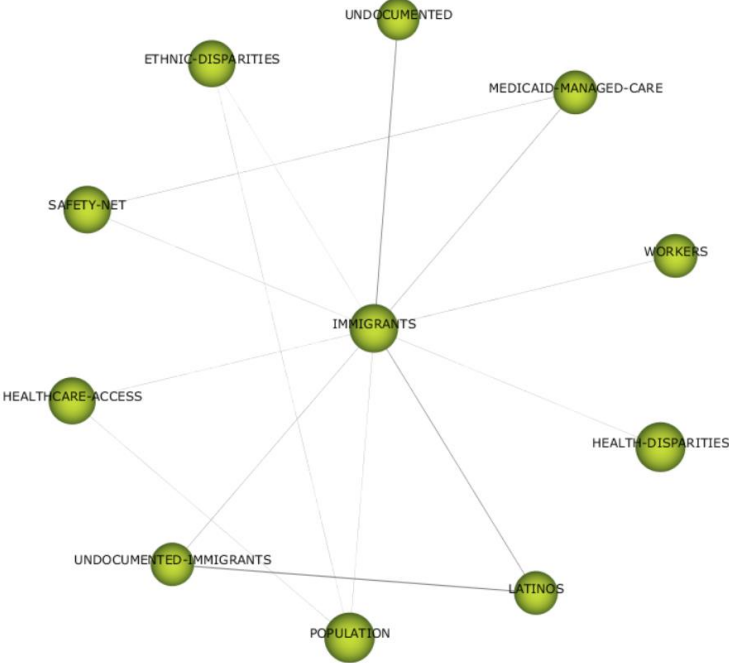 UNDOCUMENTED
ETHNIC-DISPARITIES
MEDICAID-MANAGED-CARE
SAFETY-NET
WORKERS
IMMIGRANTS
HEALTHCARE-ACCESS
HEALTH-DISPARITIES
UNDOCUMENTED-IMMIGRANTS
LATINOS
POPULATION